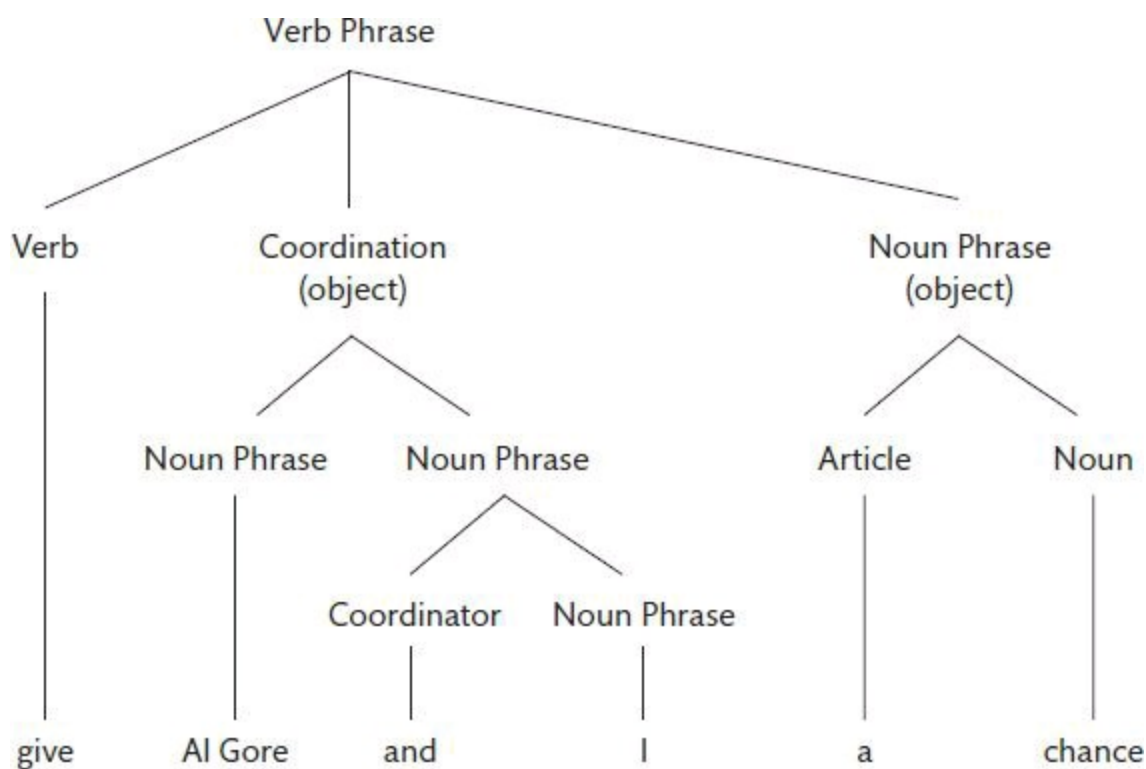 Verb Phrase
Verb Coordination (object) Noun Phrase (object)
Noun Phrase Noun Phrase Article Noun
Coordinator Noun Phrase
give Al Gore and I a chance